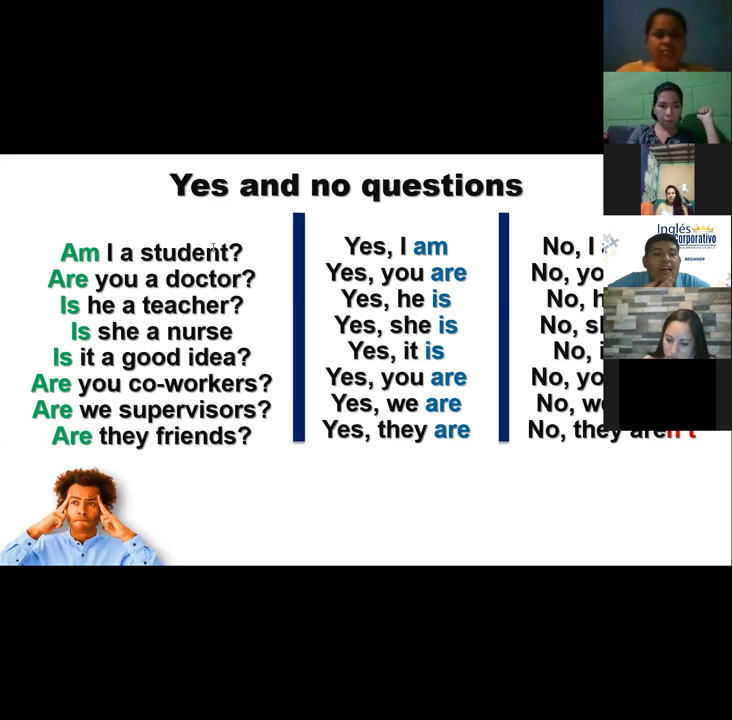 Yes and no questions
Am I a student?
Are you a doctor?
Is he a teacher?
Is she a nurse
Is it a good idea?
Are you co-workers?
Are we supervisors?
Are they friends?
Yes, I am
Yes, you are
Yes, he is
Yes, she is
Yes, it is
Yes, you are
Yes, we are
Yes, they are
No, I
No,
No,
No,
No,
No,
No,
No, they aren't
Inglés
Corporativo
BEGINNER